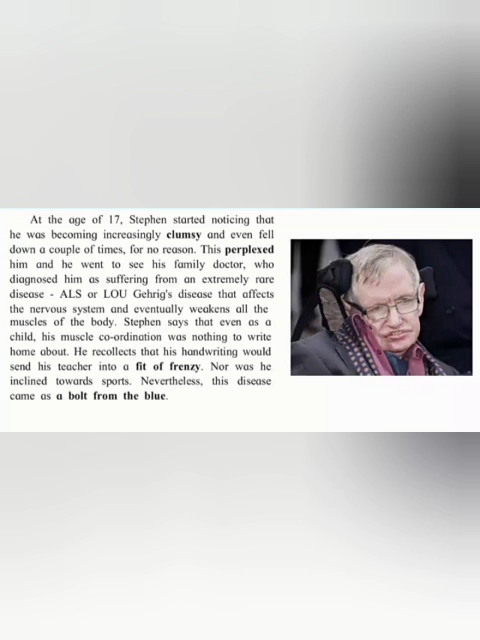 At the age of 17, Stephen started noticing that
he was becoming increasingly clumsy and even fell
down a couple of times, for no reason. This perplexed
him and he went to see his family doctor, who
diagnosed him as suffering from an extremely rare
disease - ALS or LOU Gehrig's disease that affects
the nervous system and eventually weakens all the
muscles of the body. Stephen says that even as a
child, his muscle co-ordination was nothing to write
home about. He recollects that his handwriting would
send his teacher into a fit of frenzy. Nor was he
inclined towards sports. Nevertheless, this disease
came as a bolt from the blue.